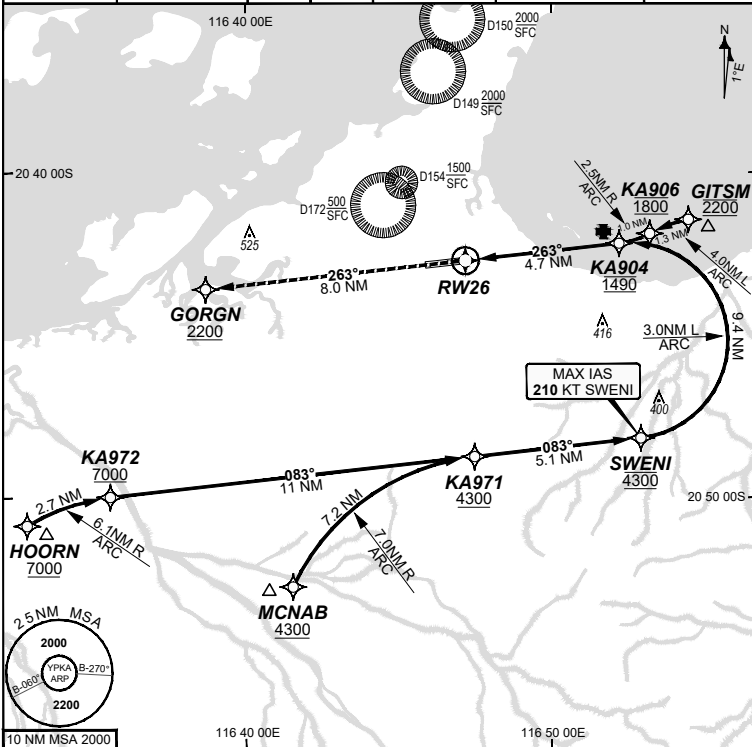 116 40 00E
D150 2000
SFC
116 50 00E
N
1°E
D149 2000
SFC
20 40 00S
D154 1500
SFC
D172 500
SFC
2.5NM R
ARC
KA906
1800
GITSM
2200
1.0 NM
1.3 NM
4.0NM L
ARC
525
263°
8.0 NM
263°
4.7 NM
KA904
1490
RW26
GORGN
2200
416
3.0NM L
ARC
9.4 NM
MAX IAS
210 KT SWENI
400
KA972
7000
083°
11 NM
KA971
4300
083°
5.1 NM
SWENI
4300
2.7 NM
6.1NM R
ARC
HOORN
7000
7.2 NM
7.0NM R
ARC
20 50 00S
MCNAB
4300
25NM MSA
2000
YPKA
ARP
B-270°
B-060°
2200
10 NM MSA 2000
116 40 00E
116 50 00E